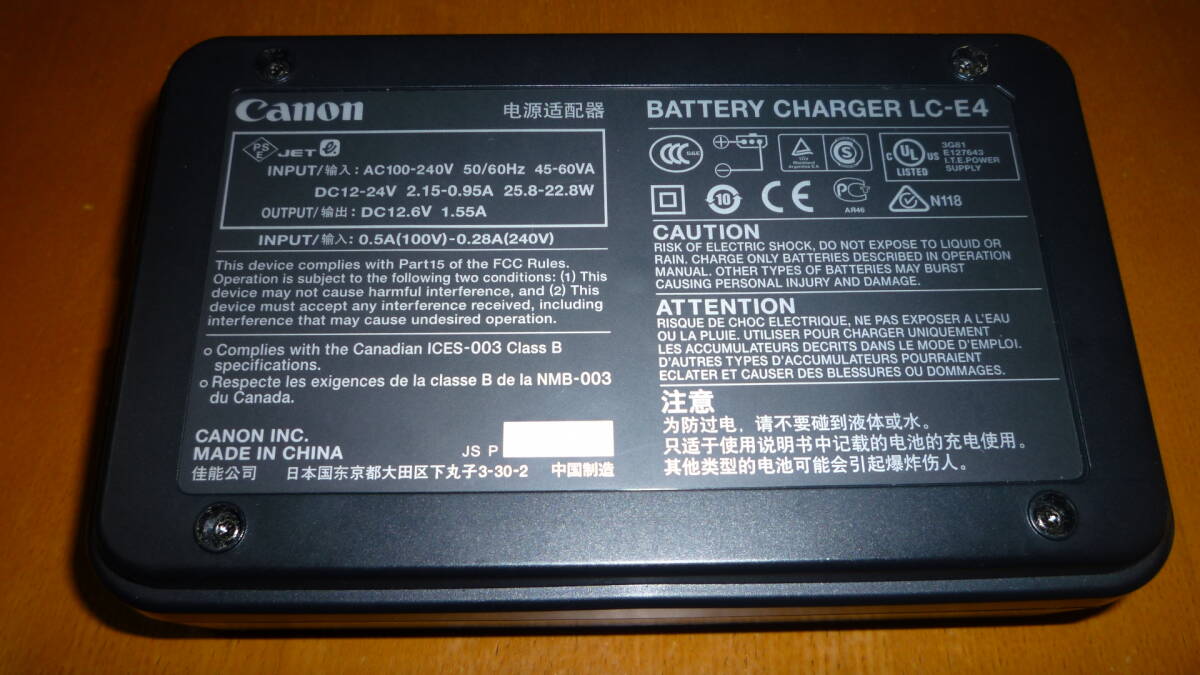 Canon 电源适配器
PS E JET e
INPUT/输入: AC100-240V 50/60Hz 45-60VA
DC12-24V 2.15-0.95A 25.8-22.8W
OUTPUT/输出: DC12.6V 1.55A
INPUT/输入: 0.5A(100V)-0.28A(240V)
This device complies with Part15 of the FCC Rules.
Operation is subject to the following two conditions: (1) This
device may not cause harmful interference, and (2) This
device must accept any interference received, including
interference that may cause undesired operation.
Complies with the Canadian ICES-003 Class B
specifications.
Respecte les exigences de la classe B de la NMB-003
du Canada.
CANON INC.
MADE IN CHINA JS P
佳能公司 日本国东京都大田区下丸子3-30-2 中国制造
BATTERY CHARGER LC-E4
CCC S&E
TÜV Rheinland Argentina S.A. S
C UL US LISTED
3G81
E127643
I.T.E.POWER
SUPPLY
10 CE PC AR46 N118
CAUTION
RISK OF ELECTRIC SHOCK, DO NOT EXPOSE TO LIQUID OR
RAIN. CHARGE ONLY BATTERIES DESCRIBED IN OPERATION
MANUAL. OTHER TYPES OF BATTERIES MAY BURST
CAUSING PERSONAL INJURY AND DAMAGE.
ATTENTION
RISQUE DE CHOC ELECTRIQUE, NE PAS EXPOSER A L'EAU
OU LA PLUIE. UTILISER POUR CHARGER UNIQUEMENT
LES ACCUMULATEURS DECRITS DANS LE MODE D'EMPLOI.
D'AUTRES TYPES D'ACCUMULATEURS POURRAIENT
ECLATER ET CAUSER DES BLESSURES OU DOMMAGES.
注意
为防过电, 请不要碰到液体或水。
只适于使用说明书中记载的电池的充电使用。
其他类型的电池可能会引起爆炸伤人。